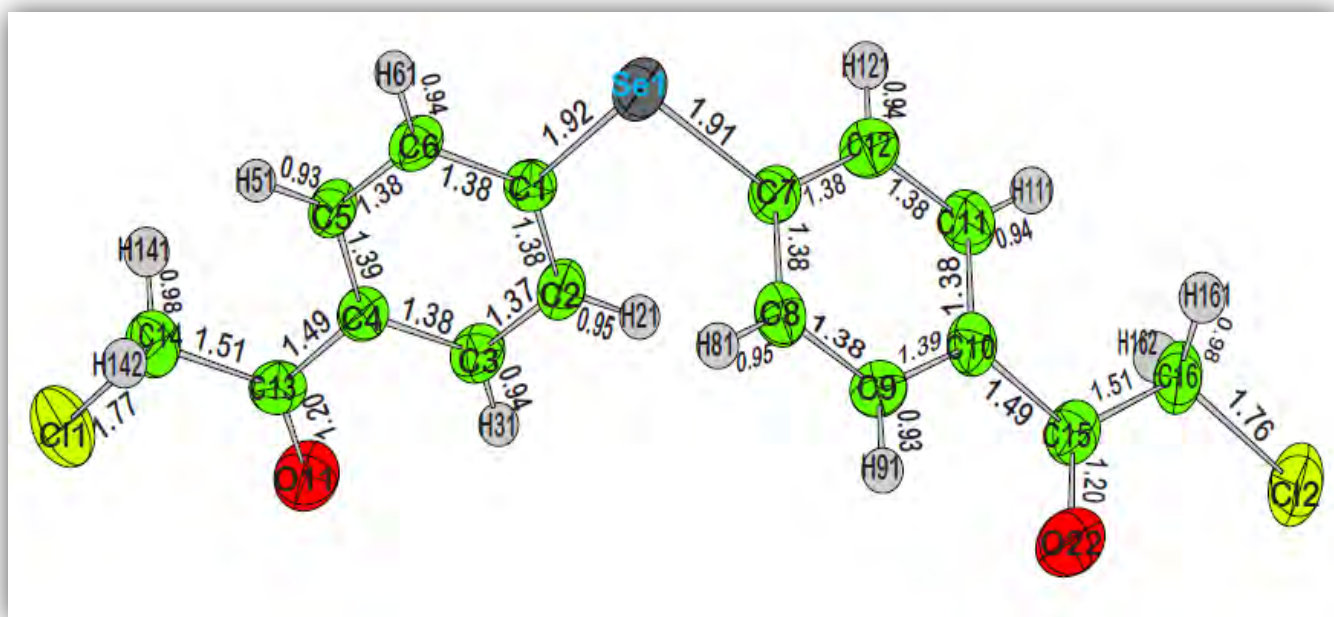 Se1
H61
0.94
H121
0.94
1.92
1.91
C6
C12
H51
0.93
1.38
1.38
C1
C7
1.38
1.38
H111
C5
C11
0.94
H141
0.98
1.39
1.38
1.38
C2
0.95
H21
C14
1.51
1.49
C4
1.38
1.37
C3
C8
H81
0.95
1.38
1.39
1.38
C10
H161
0.98
H142
H162
C16
Cl1
1.77
C13
1.20
0.94
H31
C9
0.93
1.49
1.51
C15
1.76
O11
H91
1.20
Cl2
O22